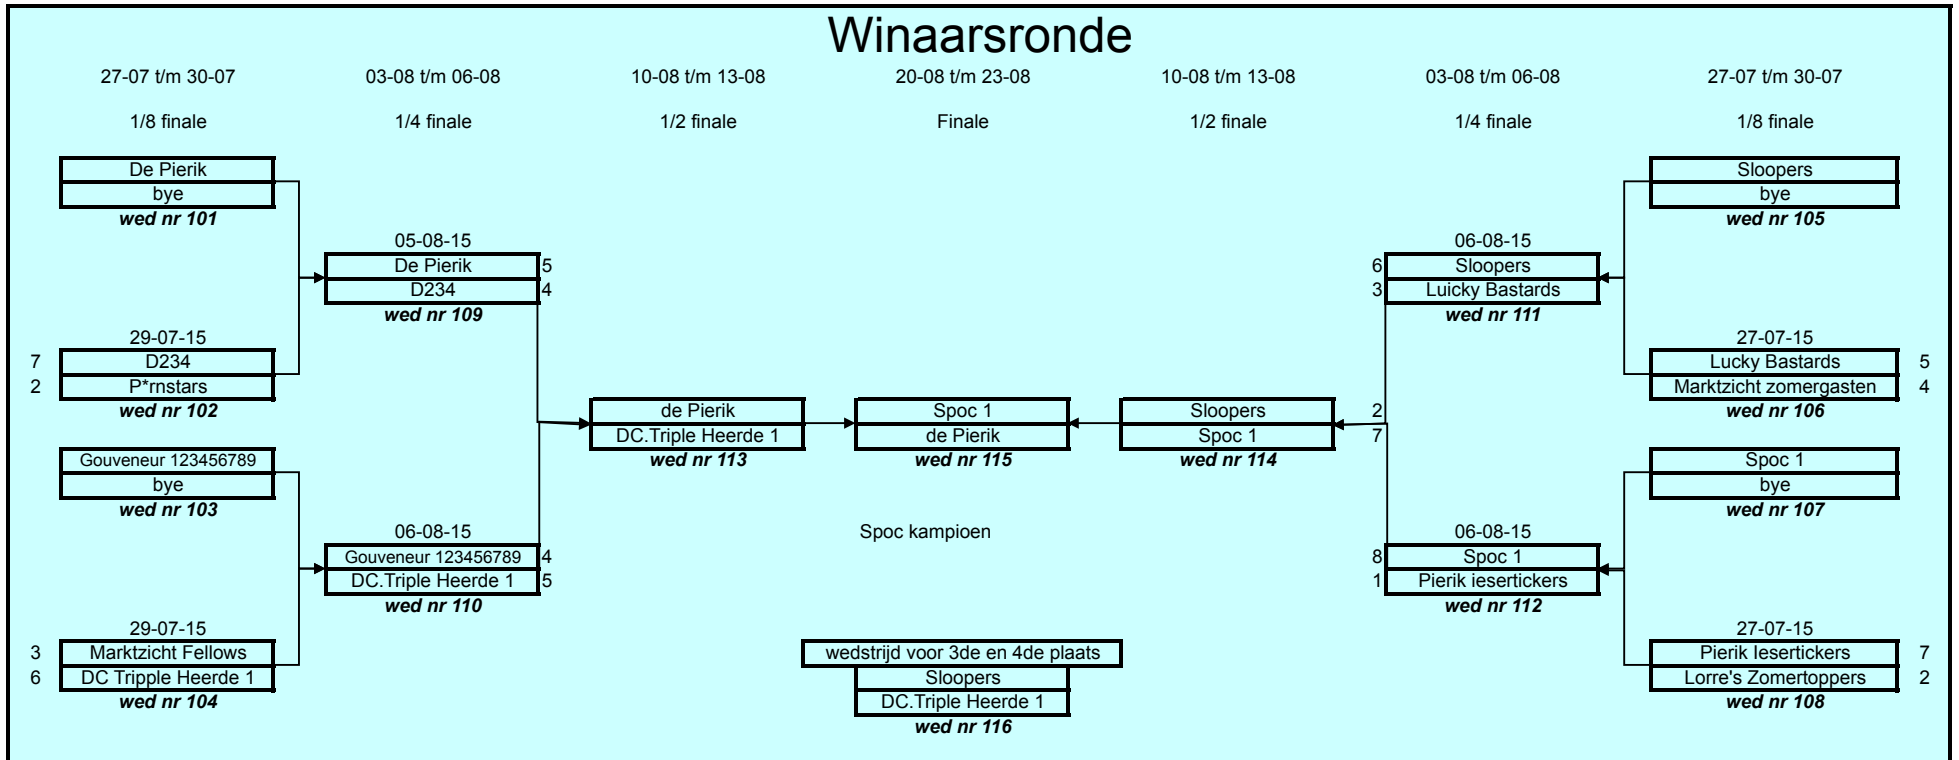 Winaarsronde
27-07 t/m 30-07 03-08 t/m 06-08 10-08 t/m 13-08 20-08 t/m 23-08 10-08 t/m 13-08 03-08 t/m 06-08 27-07 t/m 30-07
1/8 finale 1/4 finale 1/2 finale Finale 1/2 finale 1/4 finale 1/8 finale
De Pierik Sloopers
bye bye
wed nr 101 wed nr 105
05-08-15 06-08-15
De Pierik 5 6 Sloopers
D234 4 3 Luicky Bastards
wed nr 109 wed nr 111
29-07-15 27-07-15
7 D234 Lucky Bastards 5
2 P*rnstars Marktzicht zomergasten 4
wed nr 102 wed nr 106
de Pierik Spoc 1 Sloopers 2
DC.Triple Heerde 1 de Pierik Spoc 1 7
wed nr 113 wed nr 115 wed nr 114
Gouveneur 123456789 Spoc 1
bye bye
wed nr 103 wed nr 107
06-08-15 Spoc kampioen 06-08-15
Gouveneur 123456789 4 8 Spoc 1
DC.Triple Heerde 1 5 1 Pierik iesertickers
wed nr 110 wed nr 112
29-07-15 27-07-15
3 Marktzicht Fellows wedstrijd voor 3de en 4de plaats Pierik Iesertickers 7
6 DC Tripple Heerde 1 Sloopers Lorre's Zomertoppers 2
wed nr 104 DC.Triple Heerde 1 wed nr 108
wed nr 116